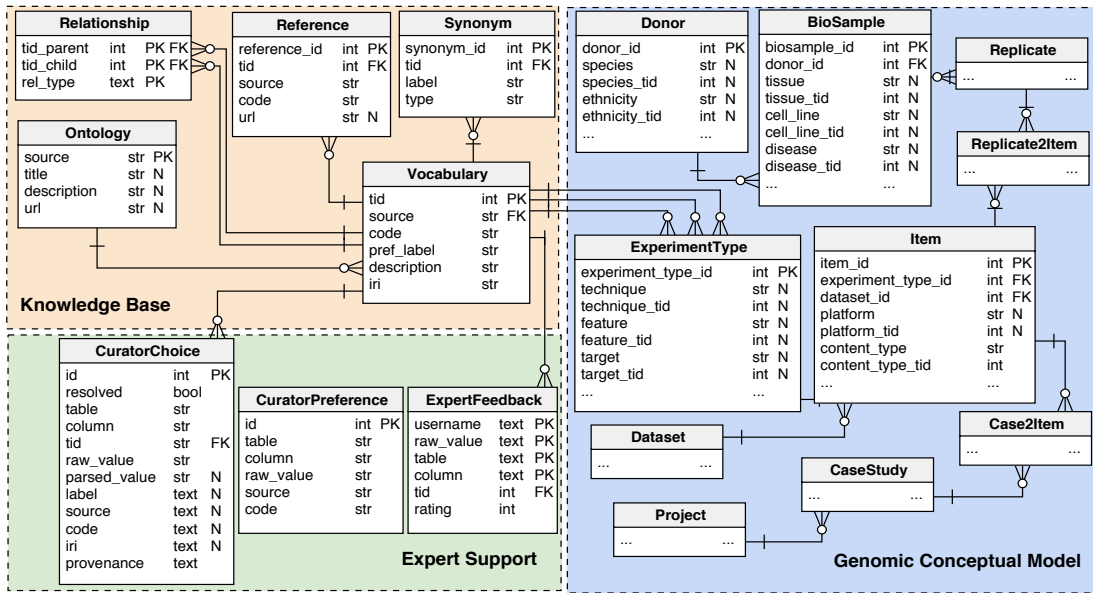 Relationship
tid_parent int PK FK
tid_child int PK FK
rel_type text PK
Reference
reference_id int PK
tid int FK
source str
code str
url str N
Synonym
synonym_id int PK
tid int FK
label str
type str
Ontology
source str PK
title str N
description str N
url str N
Vocabulary
tid int PK
source str FK
code str
pref_label str
description str
iri str
Knowledge Base
CuratorChoice
id int PK
resolved bool
table str
column str
tid str FK
raw_value str
parsed_value str N
label text N
source text N
code text N
iri text N
provenance text
CuratorPreference
id int PK
table str
column str
raw_value str
source str
code str
ExpertFeedback
username text PK
raw_value text PK
table text PK
column text PK
tid int FK
rating int
Expert Support
Donor
donor_id int PK
species str N
species_tid int N
ethnicity str N
ethnicity_tid int N
... ...
BioSample
biosample_id int PK
donor_id int FK
tissue str N
tissue_tid int N
cell_line str N
cell_line_tid int N
disease str N
disease_tid int N
... ...
Replicate
... ...
Replicate2Item
... ...
ExperimentType
experiment_type_id int PK
technique str N
technique_tid int N
feature str N
feature_tid int N
target str N
target_tid int N
... ...
Item
item_id int PK
experiment_type_id int FK
dataset_id int FK
platform str N
platform_tid int N
content_type str
content_type_tid int
... ...
Dataset
... ...
Case2Item
... ...
CaseStudy
... ...
Project
... ...
Genomic Conceptual Model